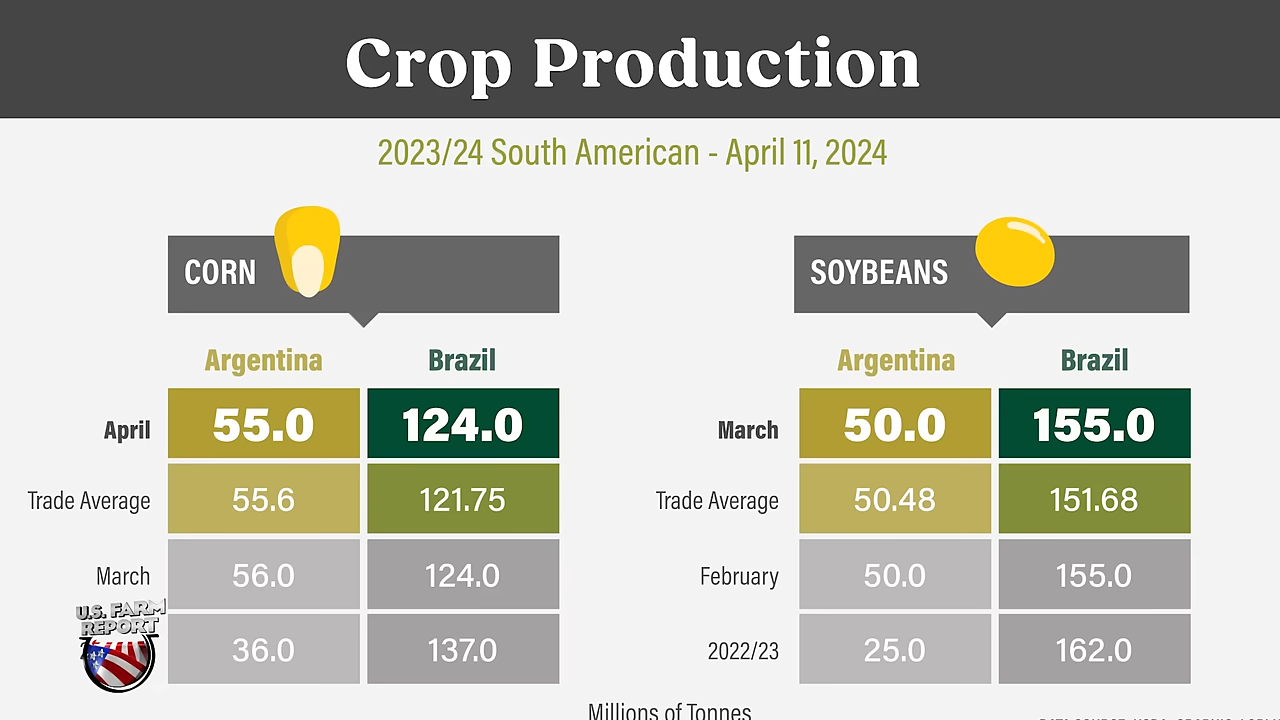 Crop Production
2023/24 South American - April 11, 2024
CORN
Argentina Brazil
April 55.0 124.0
Trade Average 55.6 121.75
March 56.0 124.0
36.0 137.0
SOYBEANS
Argentina Brazil
March 50.0 155.0
Trade Average 50.48 151.68
February 50.0 155.0
2022/23 25.0 162.0
U.S. FARM
REPORT
Millions of Tonnes